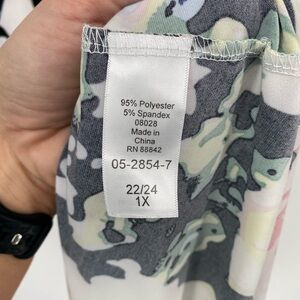 95% Polyester
5% Spandex
08028
Made in
China
RN 88842
05-2854-7
22/24
1X